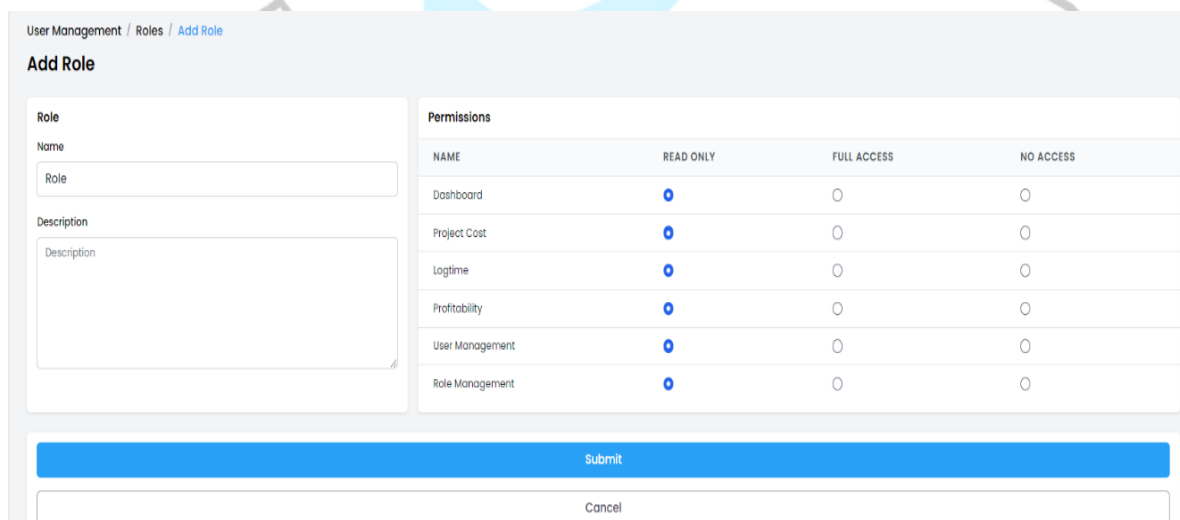 User Management / Roles / Add Role
Add Role
Role
Name
Role
Description
Description
Permissions
NAME READ ONLY FULL ACCESS NO ACCESS
Dashboard
Project Cost
Logtime
Profitability
User Management
Role Management
Submit
Cancel